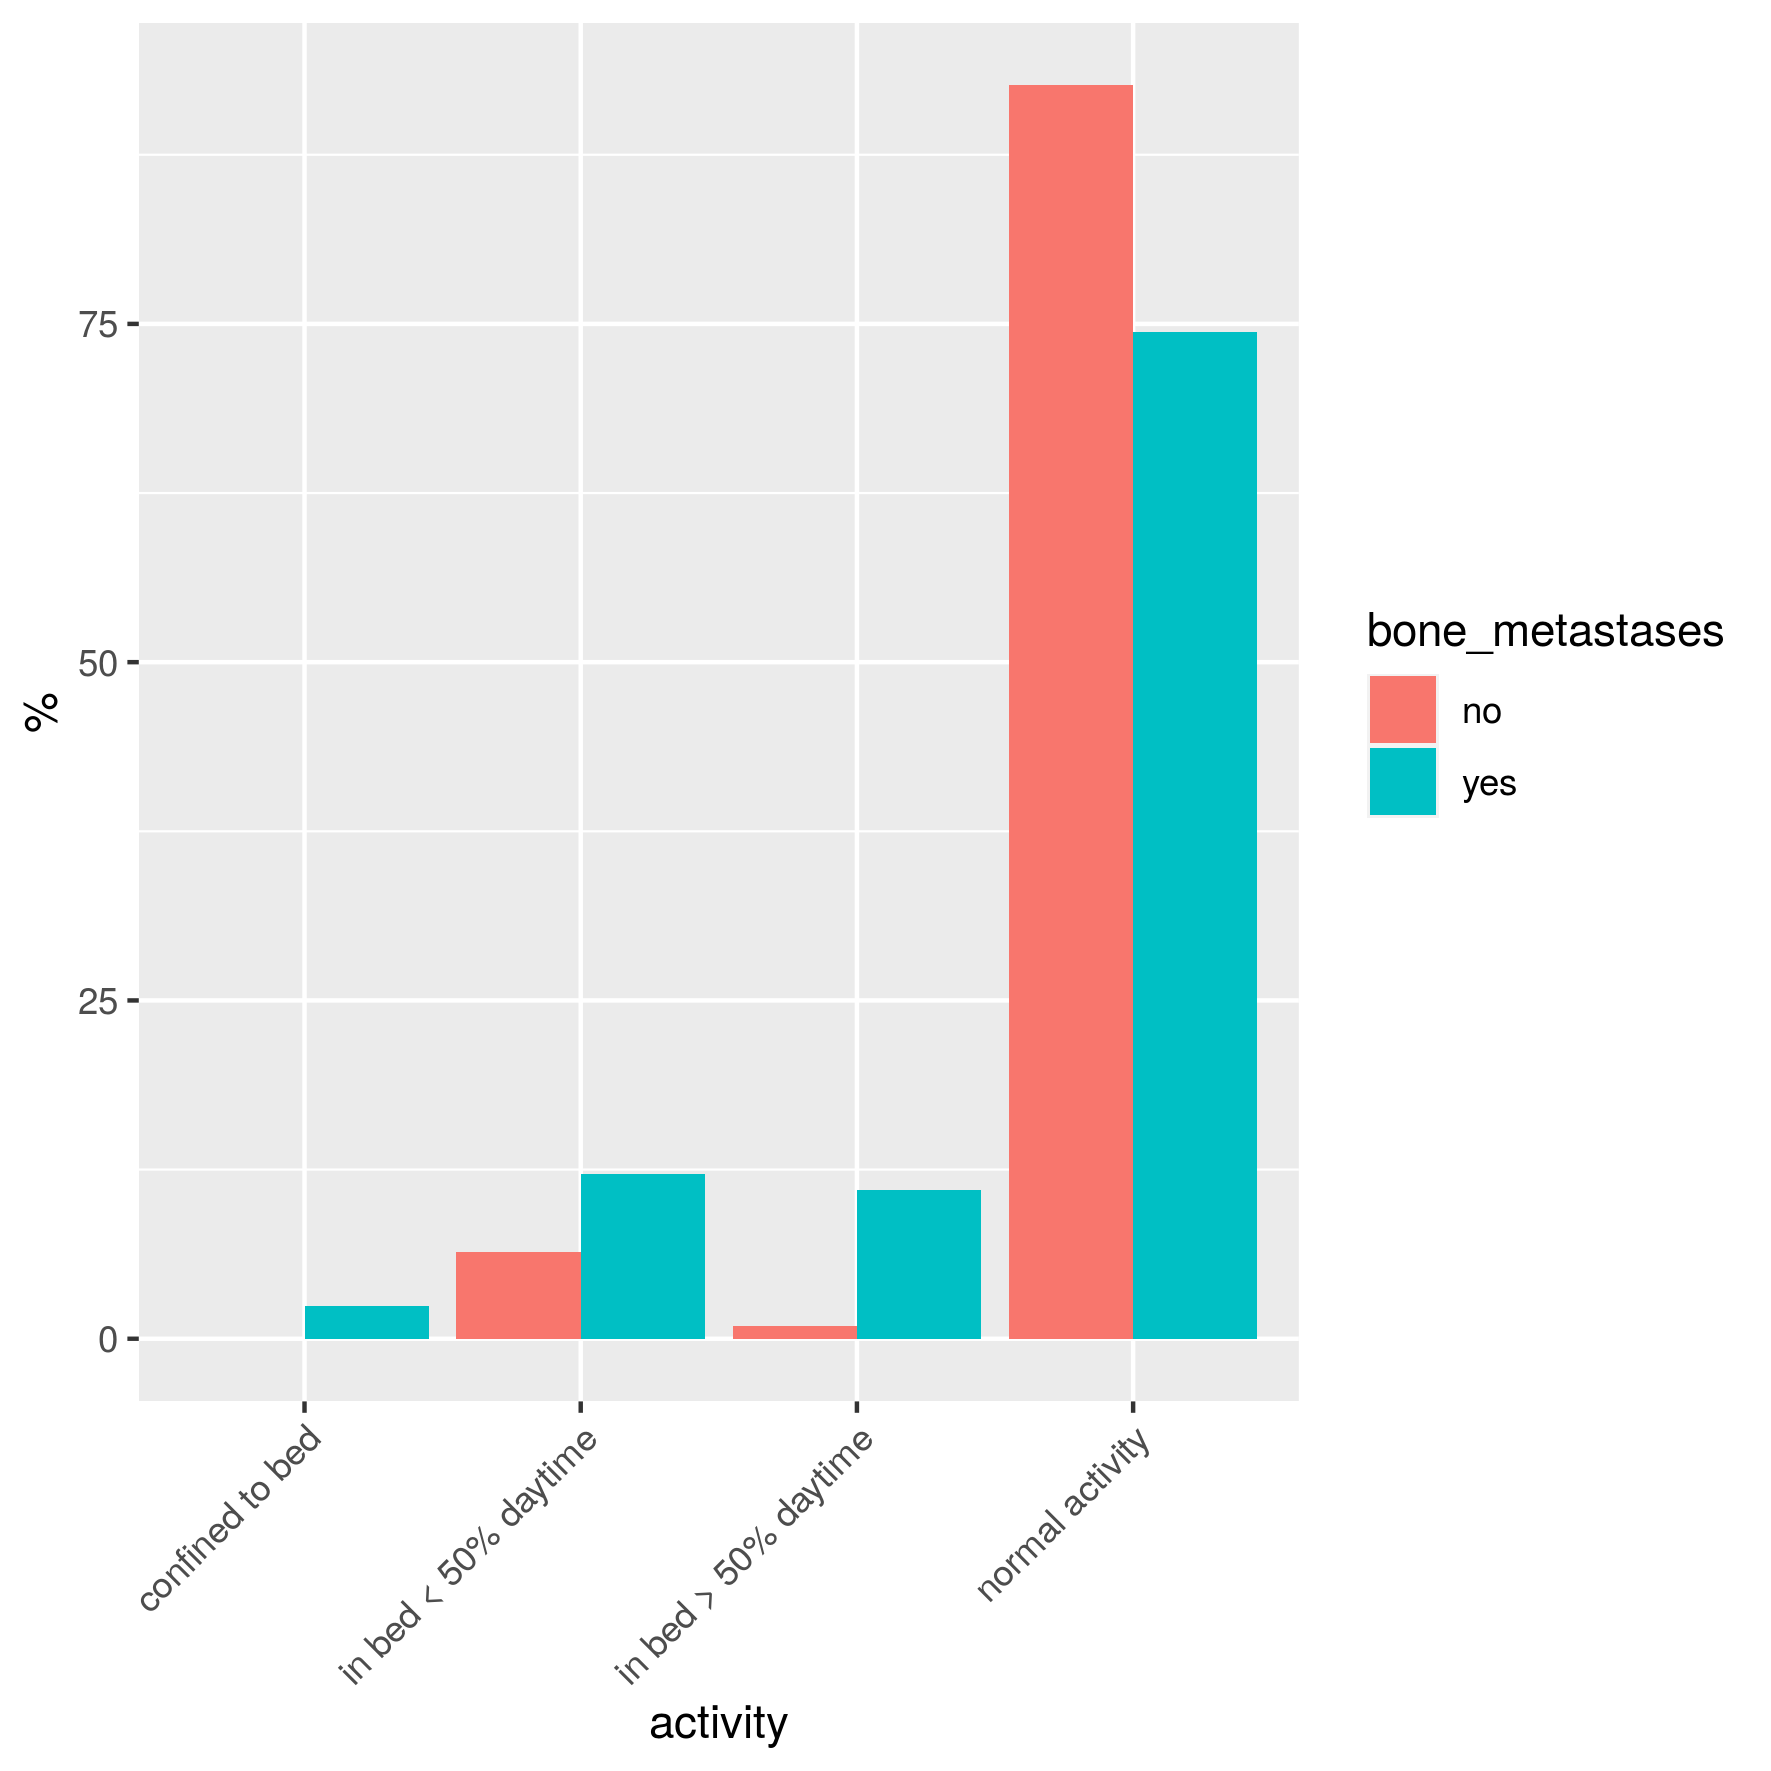 75
50
25
0
%
confined to bed
in bed < 50% daytime
in bed > 50% daytime
normal activity
activity
bone_metastases
no
yes